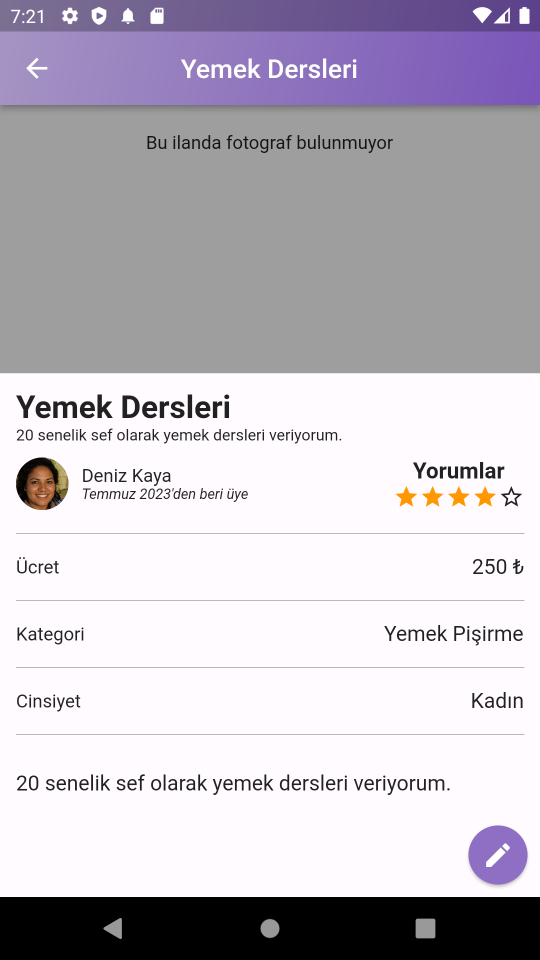 7:21
Yemek Dersleri
Bu ilanda fotograf bulunmuyor
Yemek Dersleri
20 senelik sef olarak yemek dersleri veriyorum.
Deniz Kaya
Temmuz 2023'den beri üye
Yorumlar
Ücret
250 ₺
Kategori
Yemek Pişirme
Cinsiyet
Kadın
20 senelik sef olarak yemek dersleri veriyorum.